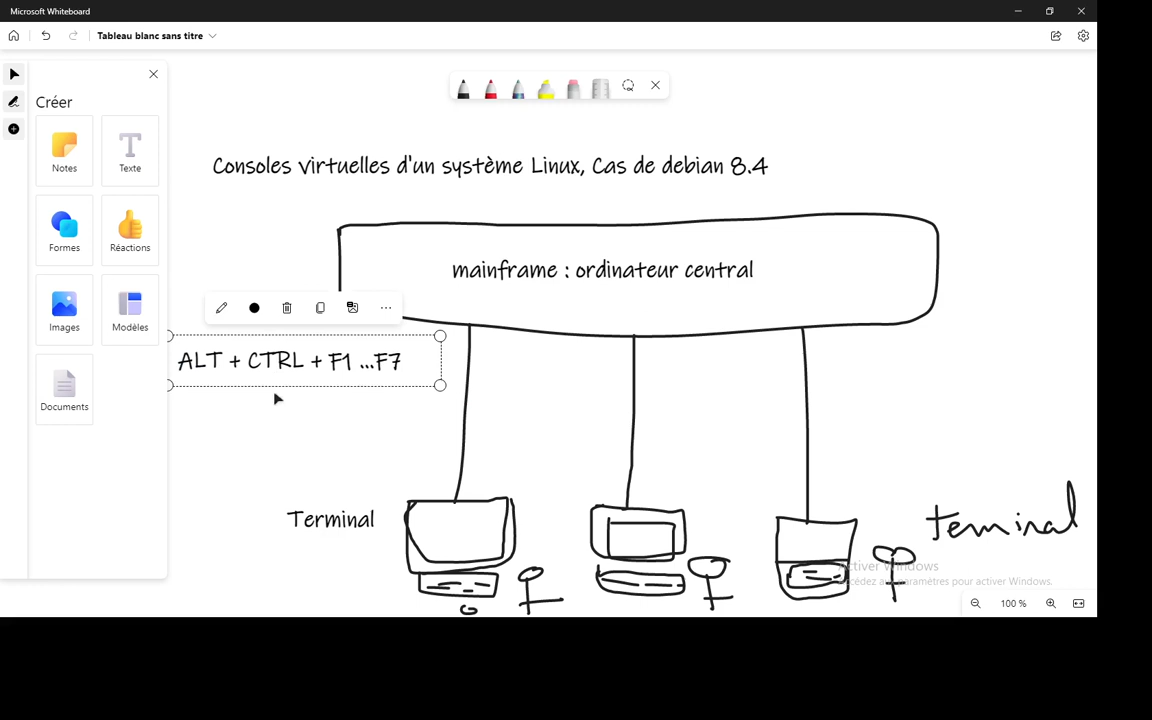 Microsoft Whiteboard
Tableau blanc sans titre
Créer
Notes
Texte
Formes
Réactions
Images
Modèles
Documents
Consoles virtuelles d'un système Linux, Cas de debian 8.4
mainframe : ordinateur central
ALT + CTRL + F1 ...F7
Terminal
teminal
Activer Windows
Accédez aux paramètres pour activer Windows.
100 %